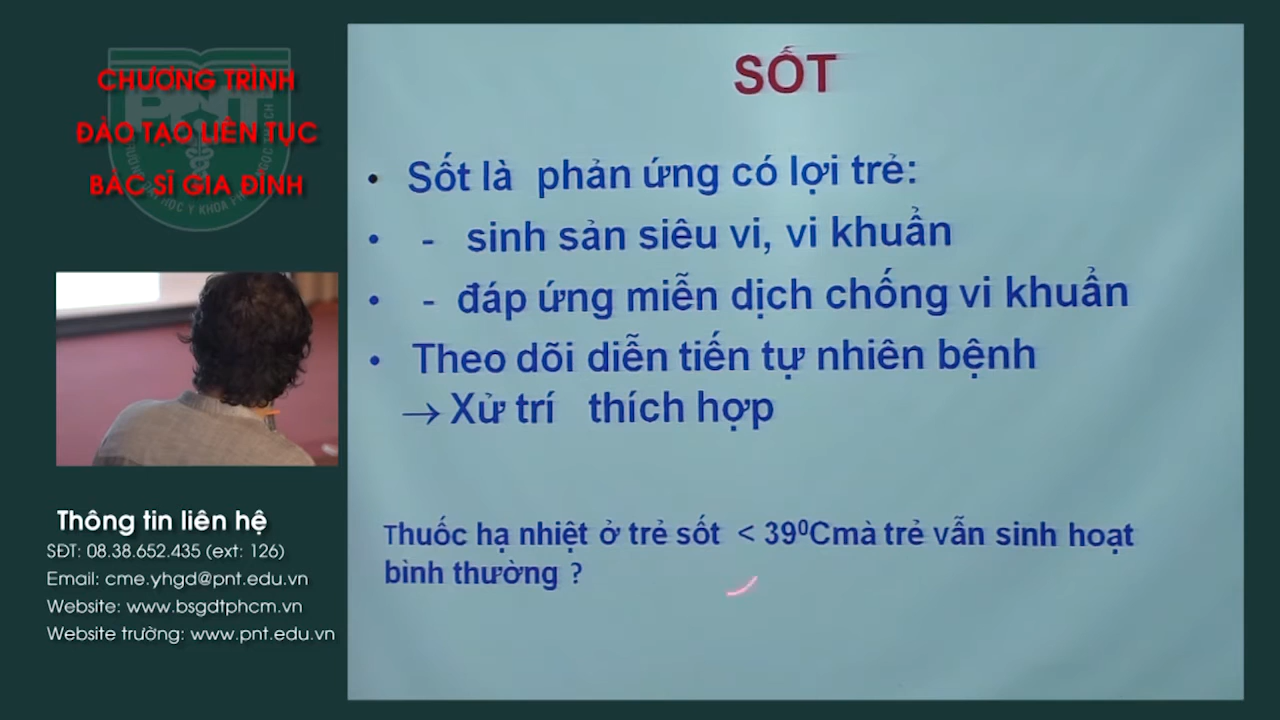 CHƯƠNG TRÌNH
ĐÀO TẠO LIÊN TỤC
BÁC SĨ GIA ĐÌNH
PNT
Thông tin liên hệ
SĐT: 08.38.652.435 (ext: 126)
Email: cme.yhgd@pnt.edu.vn
Website: www.bsgdtphcm.vn
Website trường: www.pnt.edu.vn
SỐT
• Sốt là phản ứng có lợi trẻ:
• - sinh sản siêu vi, vi khuẩn
• - đáp ứng miễn dịch chống vi khuẩn
• Theo dõi diễn tiến tự nhiên bệnh
→ Xử trí thích hợp
Thuốc hạ nhiệt ở trẻ sốt < 39⁰Cmà trẻ vẫn sinh hoạt
bình thường ?